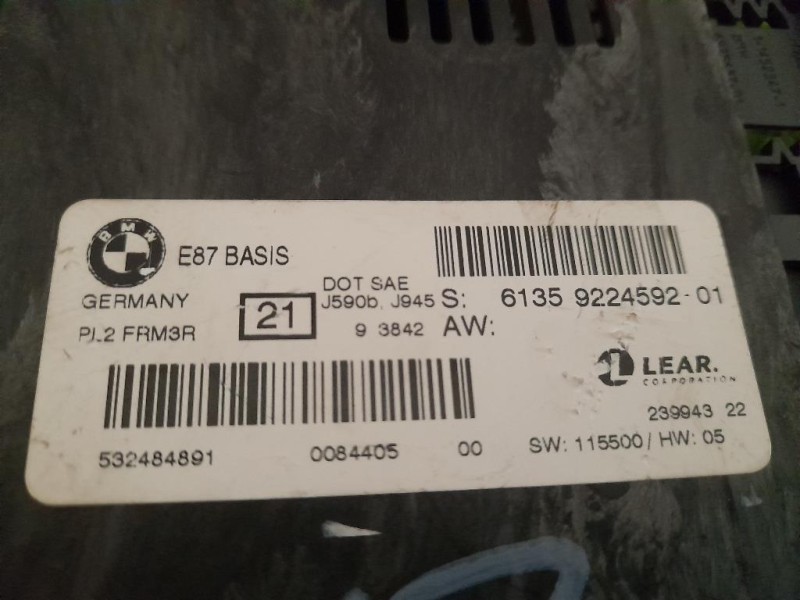 BMW
E87 BASIS
GERMANY
PL2 FRM3R
21
DOT SAE
J590b, J945
9 3842
S: 6135 9224592-01
AW:
LEAR.
CORPORATION
239943 22
532484891 0084405 00
SW: 115500 / HW: 05